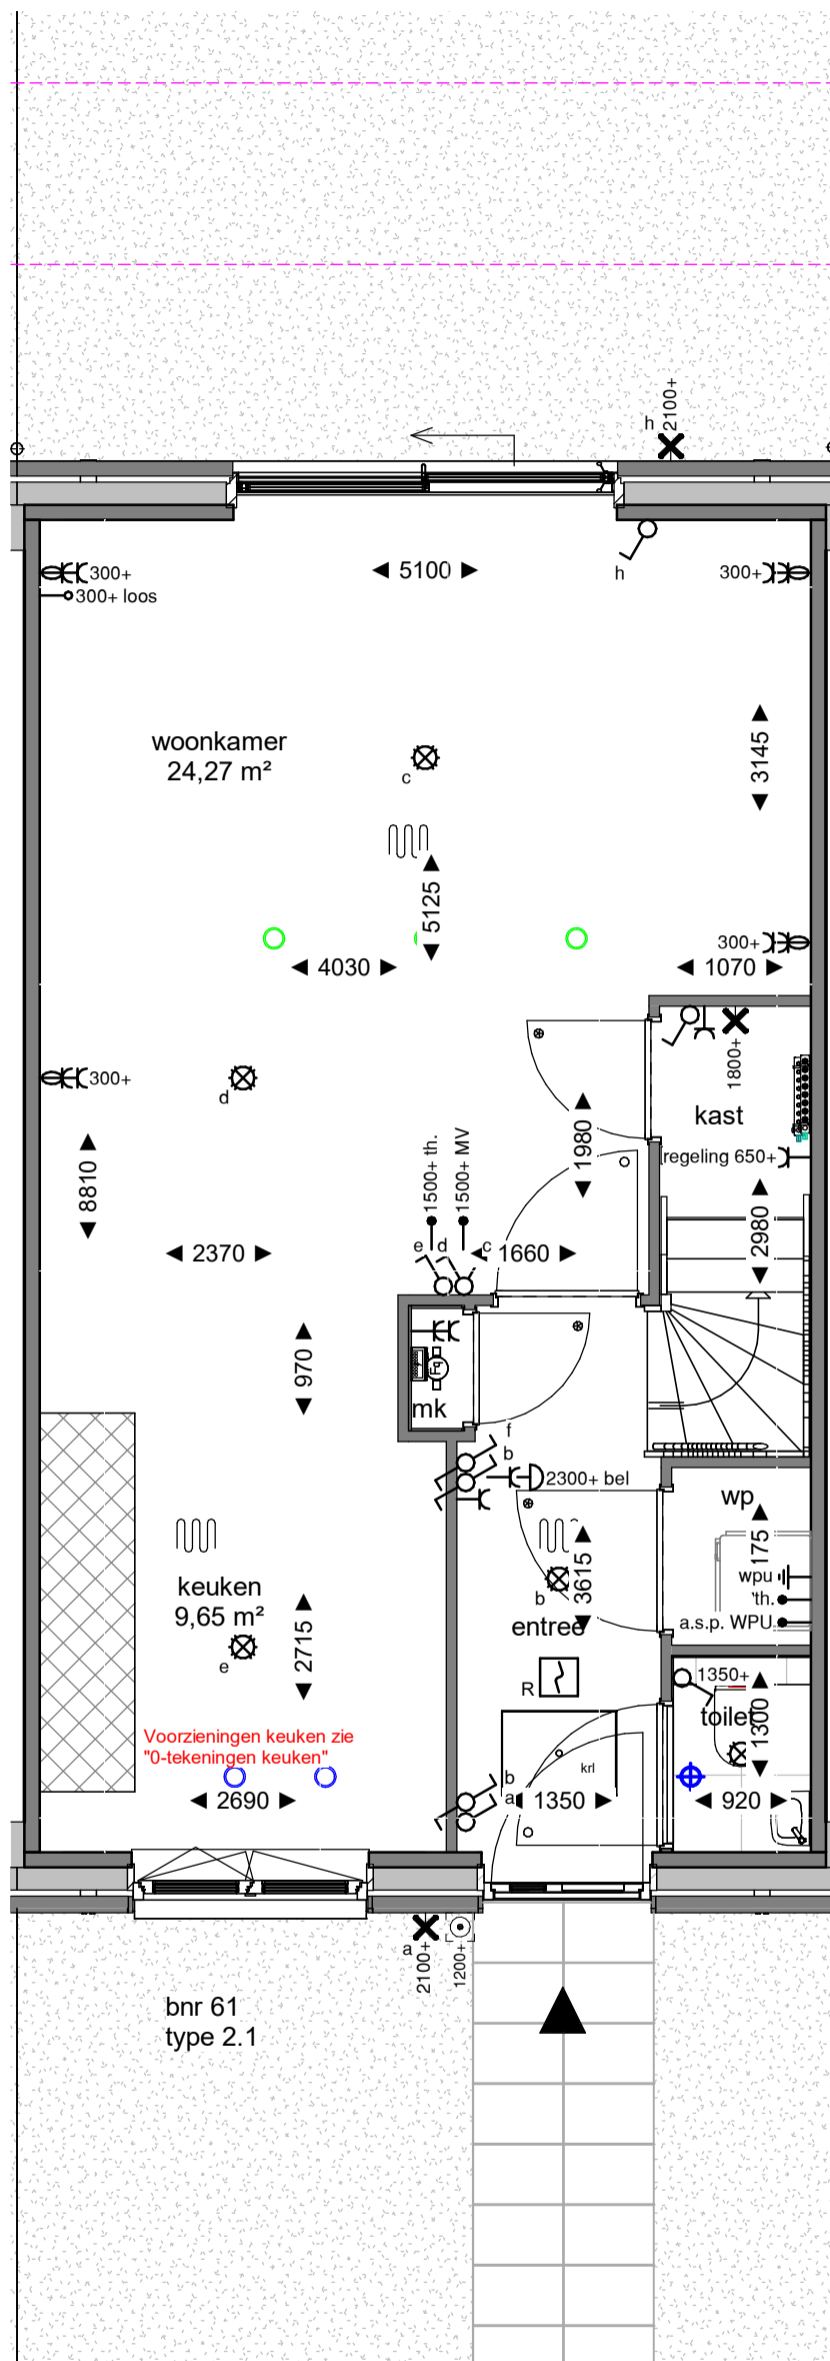 h
2100+
h
300+
5100
300+
300+ loos
woonkamer
24,27 m²
3145
c
5125
300+
4030
1070
1800+
300+
d
kast
1980
regeling 650+
8810
1500+ th.
1500+ MV
2980
e
d
c
2370
1660
970
mk
f
b
2300+ bel
wp
keuken
9,65 m²
b
3615
entree
wpu
th.
a.s.p. WPU
e
2715
R
1350+
toilet
1300
Voorzieningen keuken zie
"0-tekeningen keuken"
krl
b
a
2690
1350
920
a
2100+
1200+
bnr 61
type 2.1